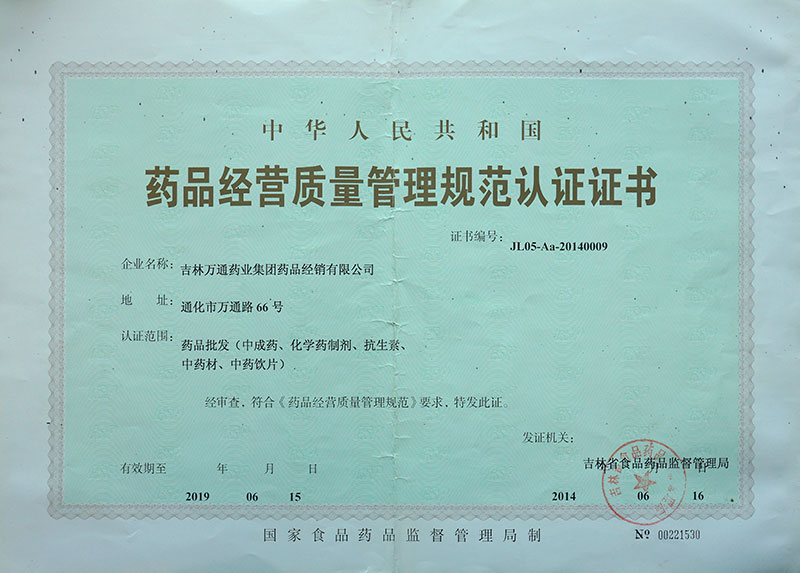 中华人民共和国
药品经营质量管理规范认证证书
证书编号: JL05-Aa-20140009
企业名称: 吉林万通药业集团药品经销有限公司
地 址: 通化市万通路 66 号
认证范围: 药品批发（中成药、化学药制剂、抗生素、
中药材、中药饮片）
经审查，符合《药品经营质量管理规范》要求，特发此证。
发证机关:
吉林省食品药品监督管理局
有效期至 年 月 日
2019 06 15
2014 06 16
国家食品药品监督管理局制
№ 00221530